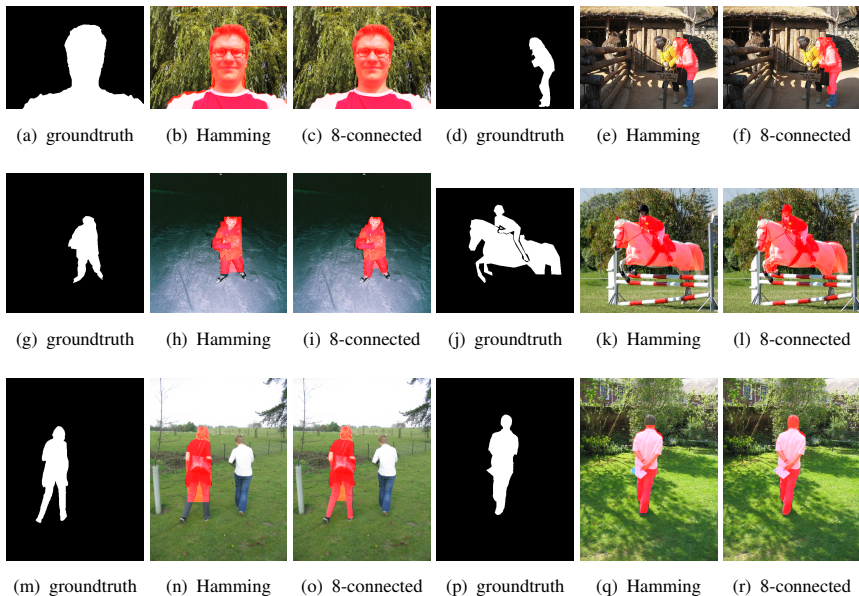 (a) groundtruth (b) Hamming (c) 8-connected (d) groundtruth (e) Hamming (f) 8-connected
(g) groundtruth (h) Hamming (i) 8-connected (j) groundtruth (k) Hamming (l) 8-connected
(m) groundtruth (n) Hamming (o) 8-connected (p) groundtruth (q) Hamming (r) 8-connected